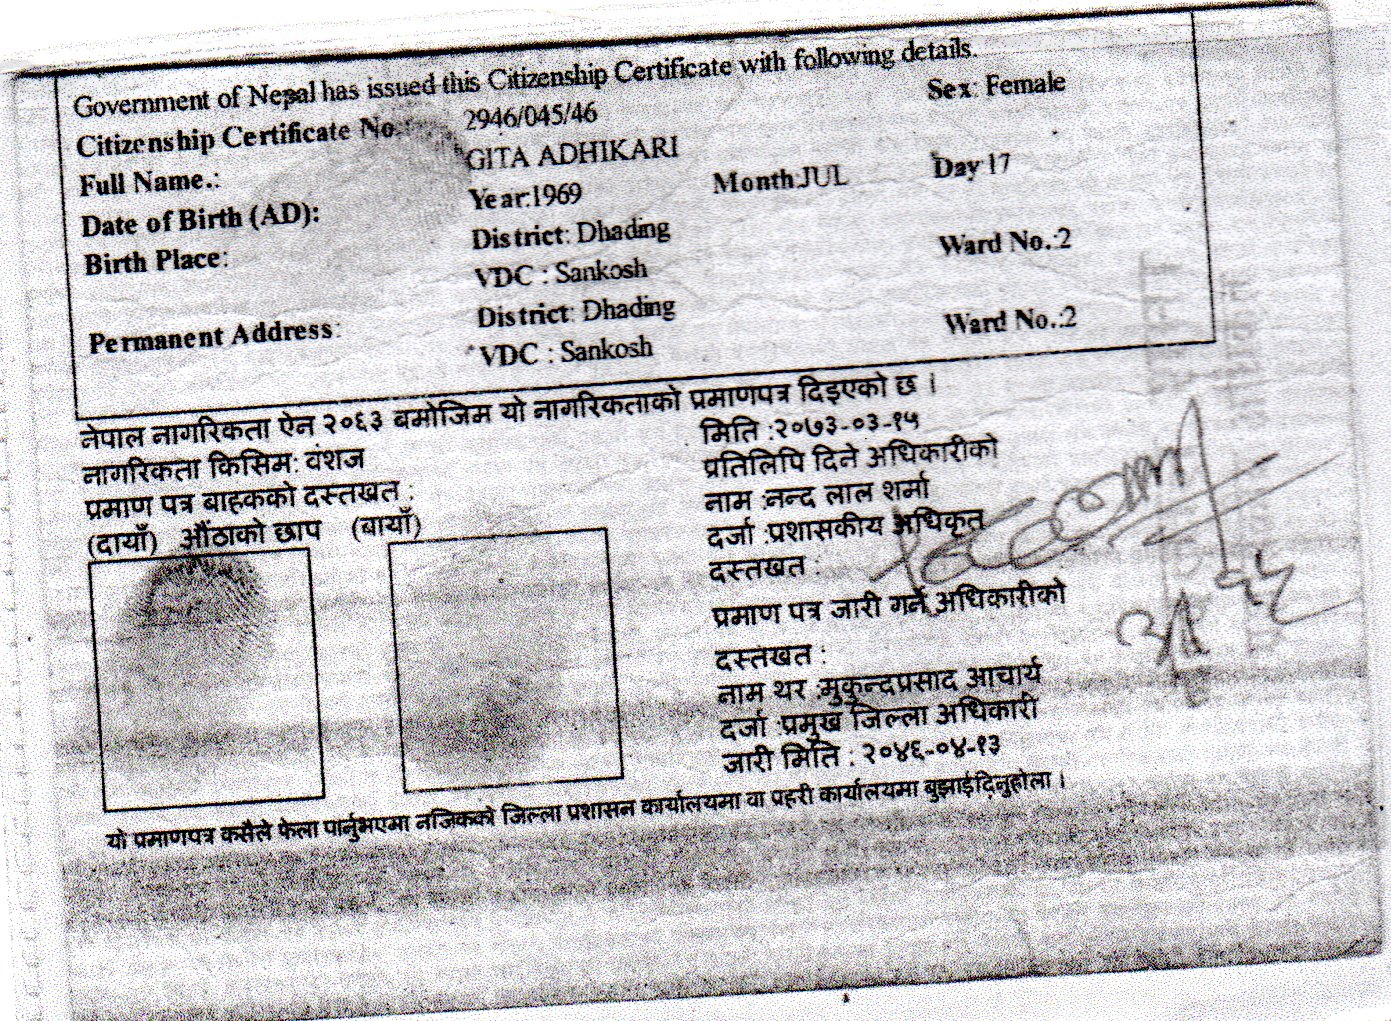 Government of Nepal has issued this Citizenship Certificate with following details.
Citizenship Certificate No.: 2946/045/46 Sex: Female
Full Name.: GITA ADHIKARI
Date of Birth (AD): Year:1969 Month:JUL Day 17
Birth Place: District: Dhading
VDC : Sankosh Ward No.:2
Permanent Address: District: Dhading
VDC : Sankosh Ward No.:2
नेपाल नागरिकता ऐन २०६३ बमोजिम यो नागरिकताको प्रमाणपत्र दिइएको छ ।
नागरिकता किसिम: वंशज
प्रमाण पत्र बाहकको दस्तखत :
(दायाँ) औंठाको छाप (बायाँ)
मिति :२०७३-०३-१५
प्रतिलिपि दिने अधिकारीको
नाम :नन्द लाल शर्मा
दर्जा :प्रशासकीय अधिकृत
दस्तखत :
प्रमाण पत्र जारी गर्ने अधिकारीको
दस्तखत :
नाम थर :मुकुन्दप्रसाद आचार्य
दर्जा :प्रमुख जिल्ला अधिकारी
जारी मिति : २०४६-०४-१३
यो प्रमाणपत्र कसैले फेला पार्नुभएमा नजिकको जिल्ला प्रशासन कार्यालयमा वा प्रहरी कार्यालयमा बुझाईदिनुहोला ।